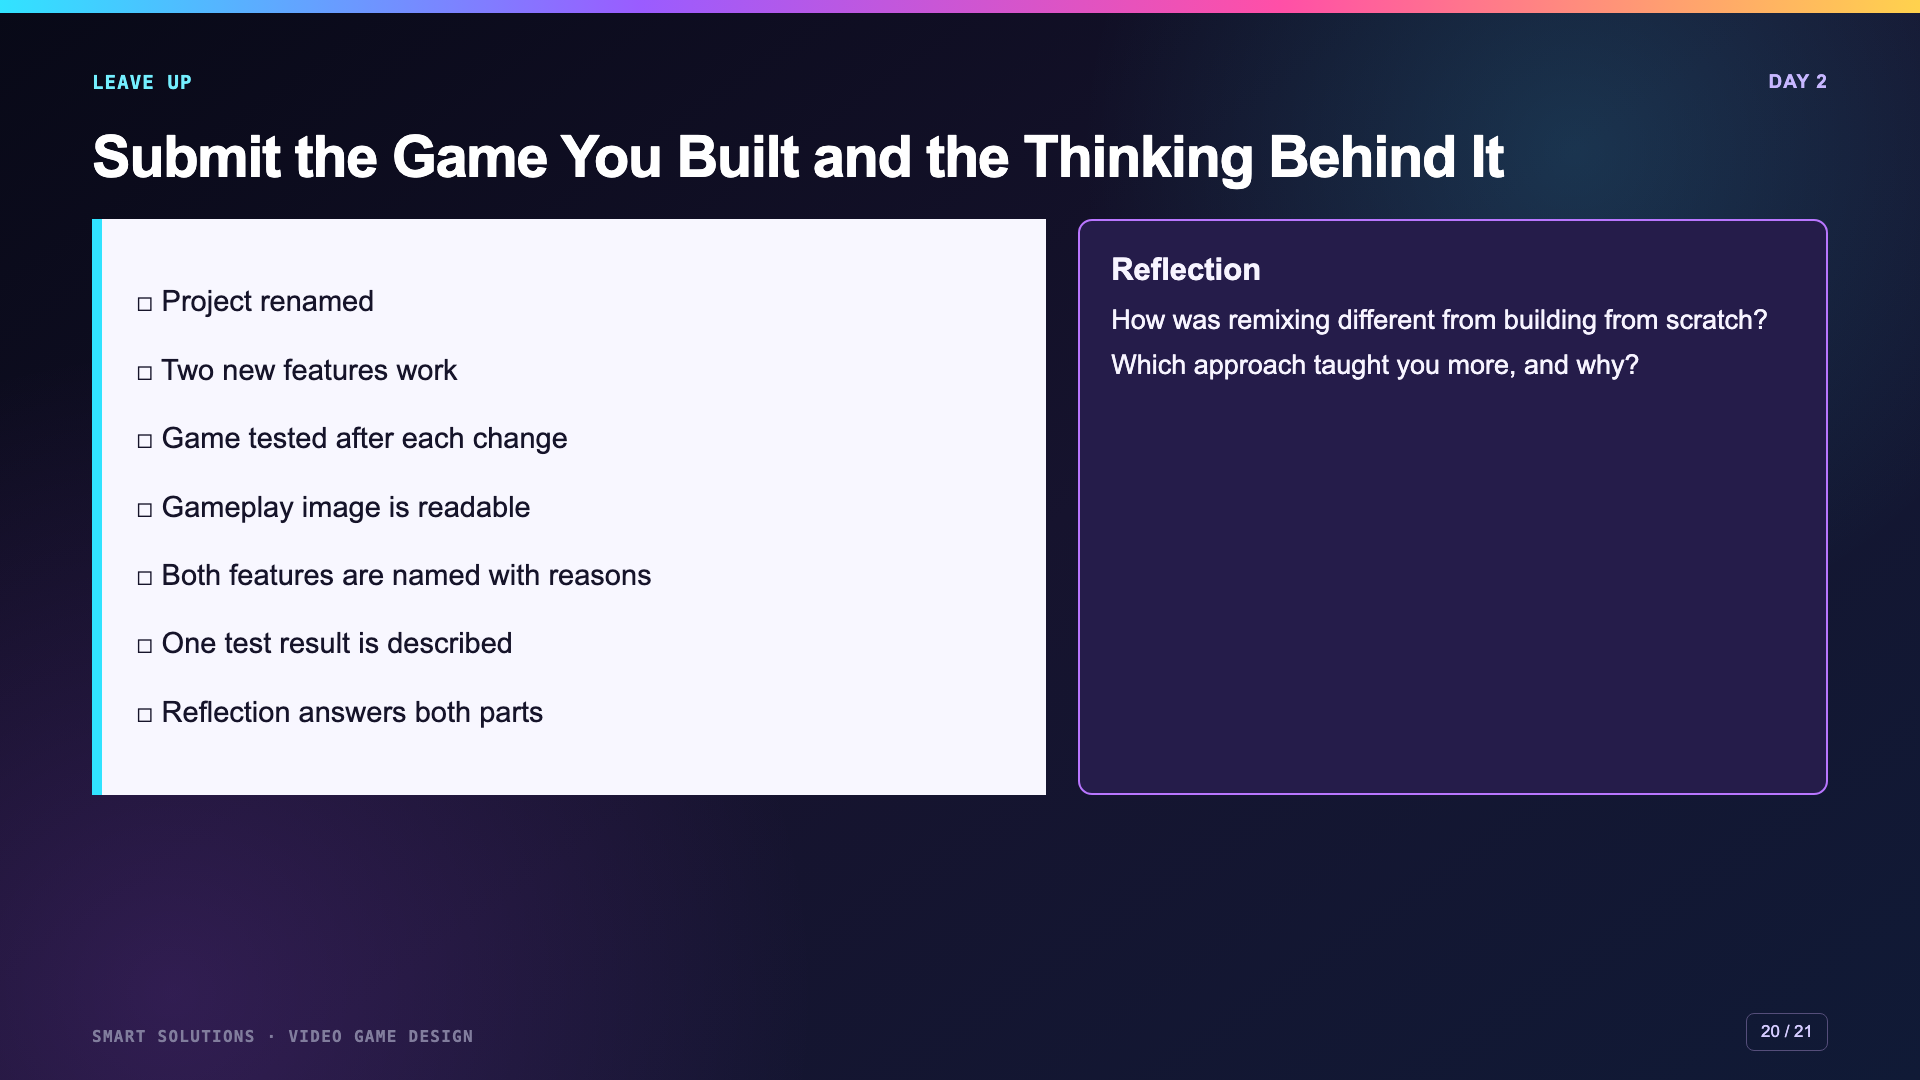 LEAVE UP
DAY 2
Submit the Game You Built and the Thinking Behind It
□ Project renamed
□ Two new features work
□ Game tested after each change
□ Gameplay image is readable
□ Both features are named with reasons
□ One test result is described
□ Reflection answers both parts
Reflection
How was remixing different from building from scratch?
Which approach taught you more, and why?
SMART SOLUTIONS · VIDEO GAME DESIGN
20 / 21